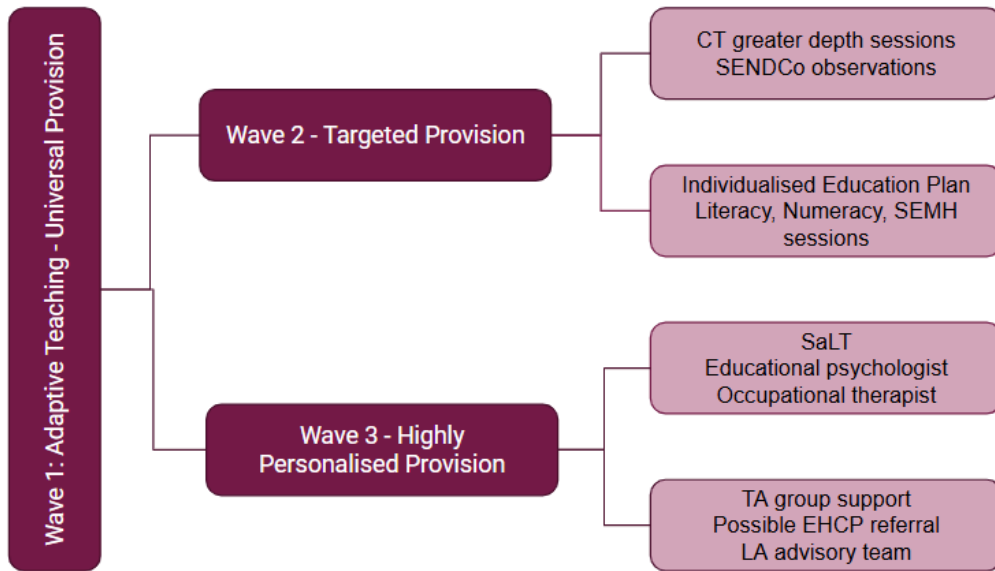 Wave 1: Adaptive Teaching - Universal Provision
Wave 2 - Targeted Provision
CT greater depth sessions
SENDCo observations
Individualised Education Plan
Literacy, Numeracy, SEMH
sessions
Wave 3 - Highly
Personalised Provision
SaLT
Educational psychologist
Occupational therapist
TA group support
Possible EHCP referral
LA advisory team